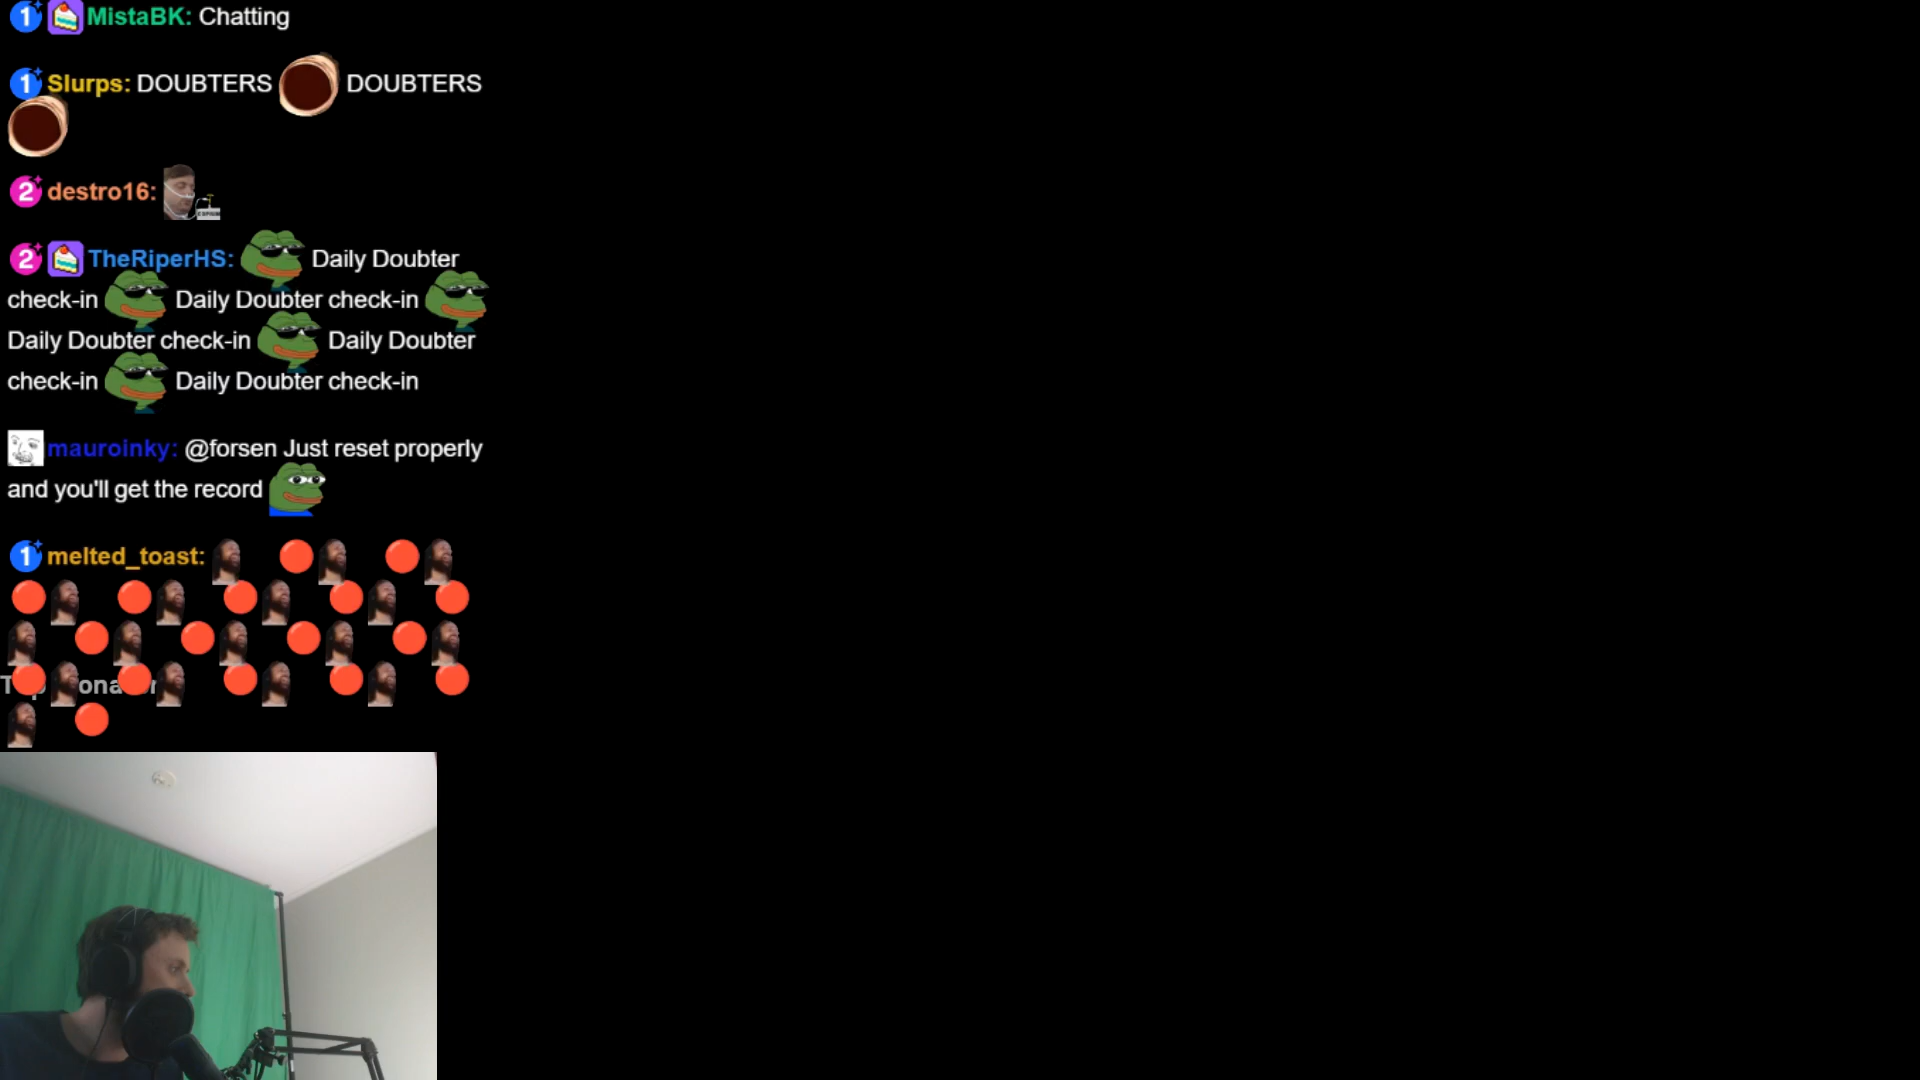 MistaBK: Chatting
Slurps: DOUBTERS DOUBTERS
destro16:
TheRiperHS: Daily Doubter
check-in Daily Doubter check-in
Daily Doubter check-in Daily Doubter
check-in Daily Doubter check-in
mauroinky: @forsen Just reset properly
and you'll get the record
melted_toast: